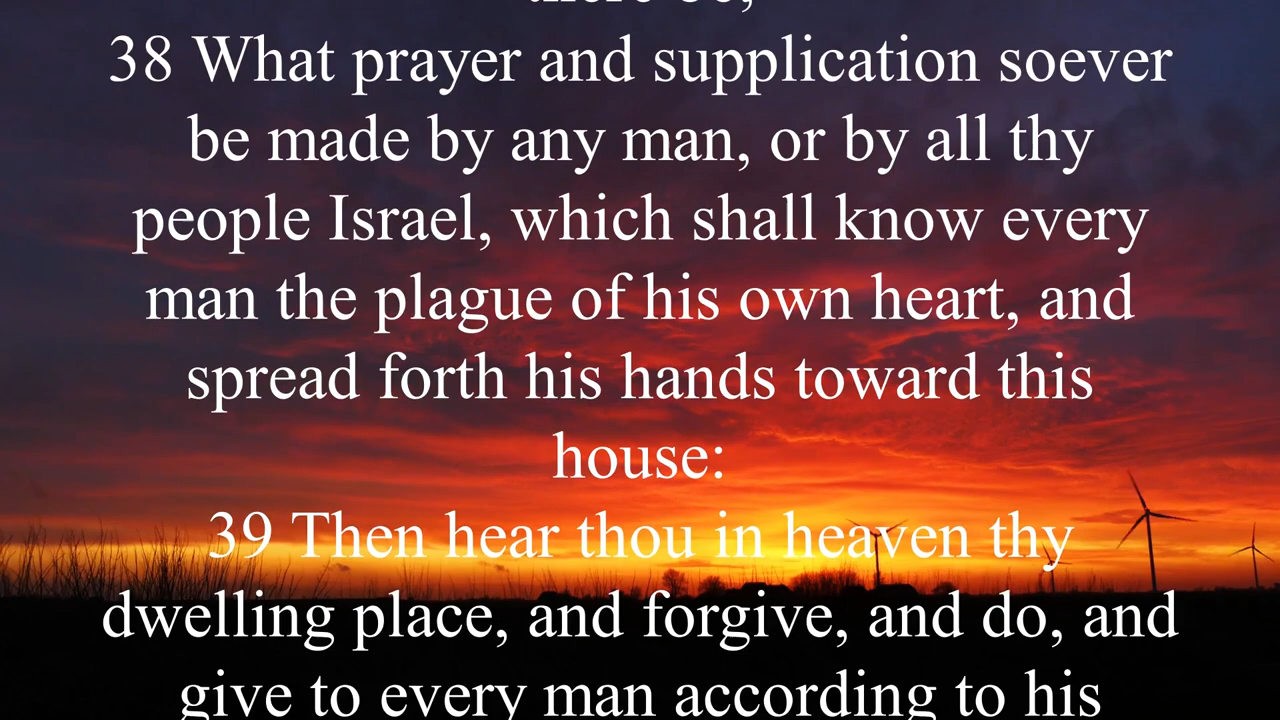 there be;
38 What prayer and supplication soever
be made by any man, or by all thy
people Israel, which shall know every
man the plague of his own heart, and
spread forth his hands toward this
house:
39 Then hear thou in heaven thy
dwelling place, and forgive, and do, and
give to every man according to his